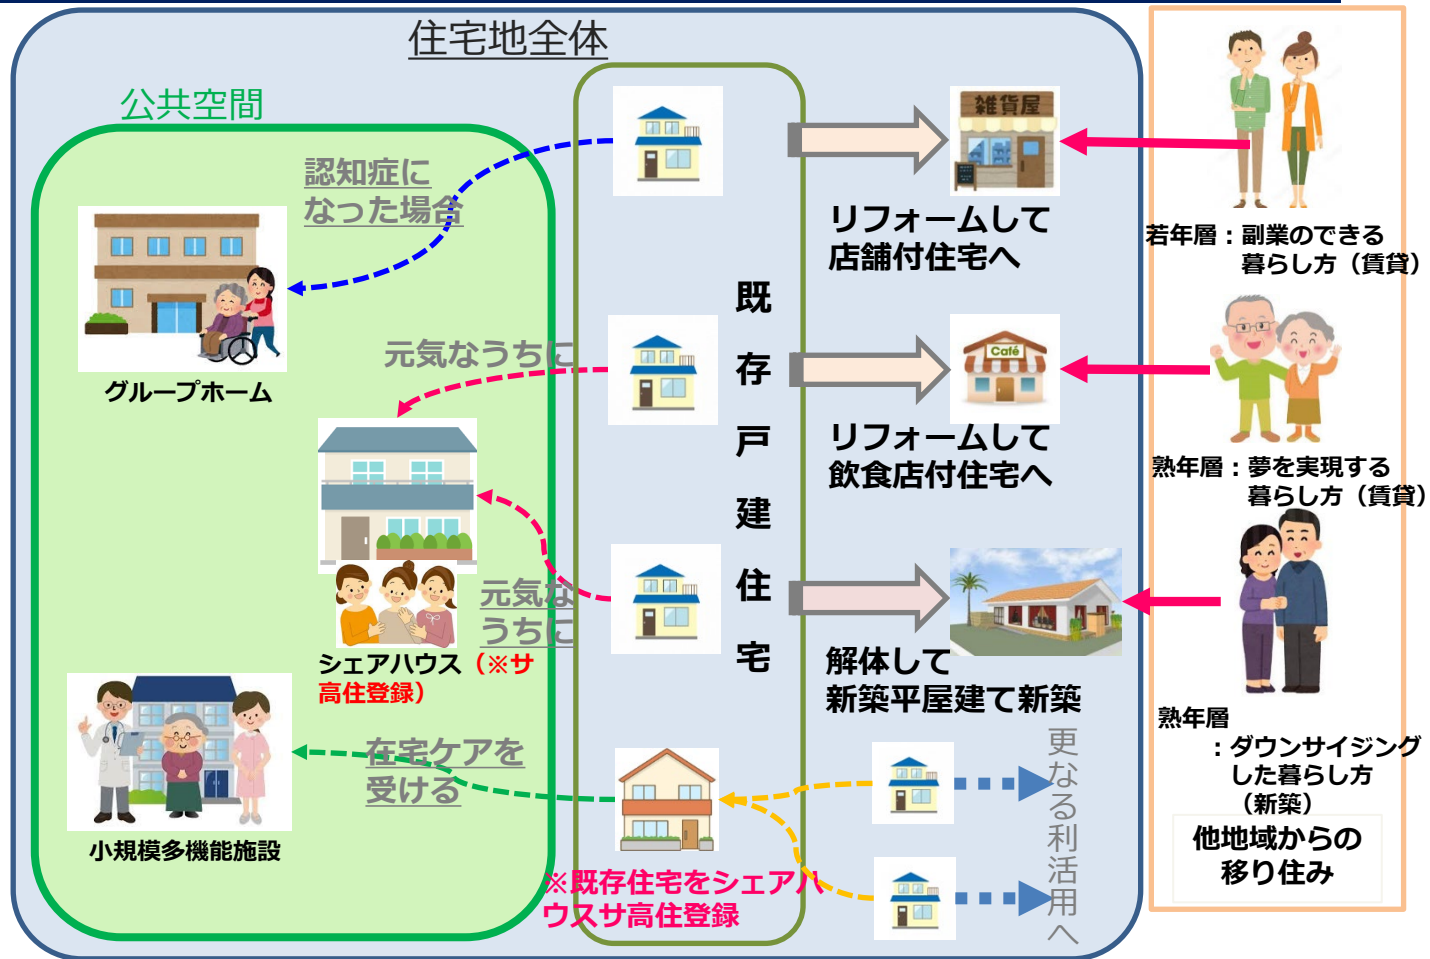 住宅地全体
公共空間
認知症に
なった場合
グループホーム
元気なうちに
元気な
うちに
シェアハウス（※サ
高住登録）
在宅ケアを
受ける
小規模多機能施設
既
存
戸
建
住
宅
※既存住宅をシェアハ
ウスサ高住登録
雑貨屋
リフォームして
店舗付住宅へ
Café
リフォームして
飲食店付住宅へ
解体して
新築平屋建て新築
更なる利活用へ
若年層：副業のできる
暮らし方（賃貸）
熟年層：夢を実現する
暮らし方（賃貸）
熟年層
：ダウンサイジング
した暮らし方
（新築）
他地域からの
移り住み